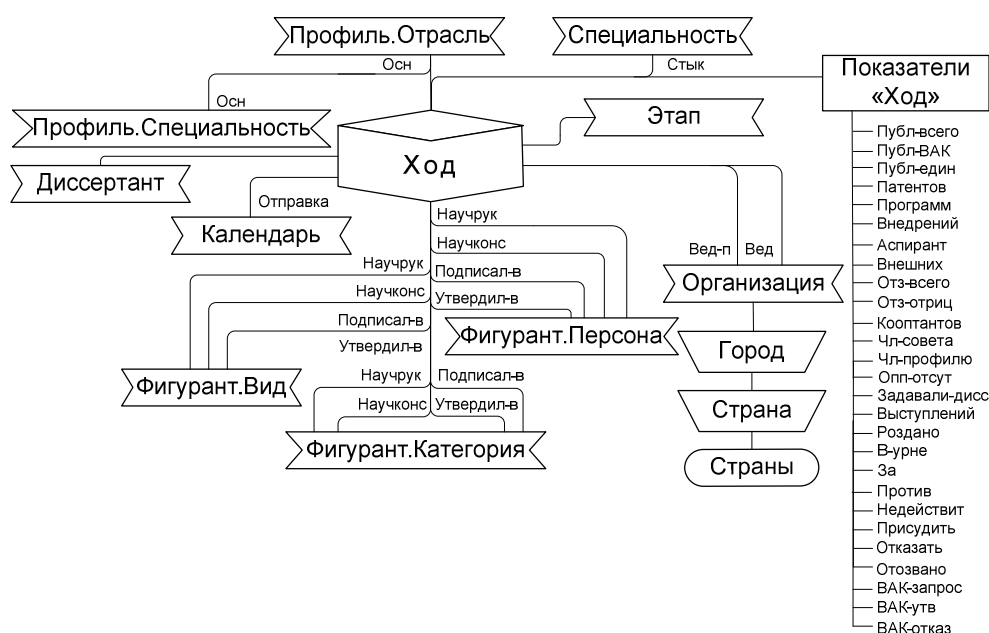 Профиль.Отрасль
Специальность
Осн
Стык
Показатели
«Ход»
Осн
Профиль.Специальность
Этап
Ход
Диссертант
Отправка
Календарь
Научрук
Научконс
Подписал-в
Утвердил-в
Фигурант.Персона
Вед-п
Вед
Организация
Город
Страна
Страны
Научрук
Научконс
Подписал-в
Утвердил-в
Фигурант.Вид
Научрук
Подписал-в
Научконс
Утвердил-в
Фигурант.Категория
Публ-всего
Публ-ВАК
Публ-един
Патентов
Программ
Внедрений
Аспирант
Внешних
Отз-всего
Отз-отриц
Кооптантов
Чл-совета
Чл-профилю
Опп-отсут
Задавали-дисс
Выступлений
Роздано
В-урне
За
Против
Недействит
Присудить
Отказать
Отозвано
ВАК-запрос
ВАК-утв
ВАК-отказ